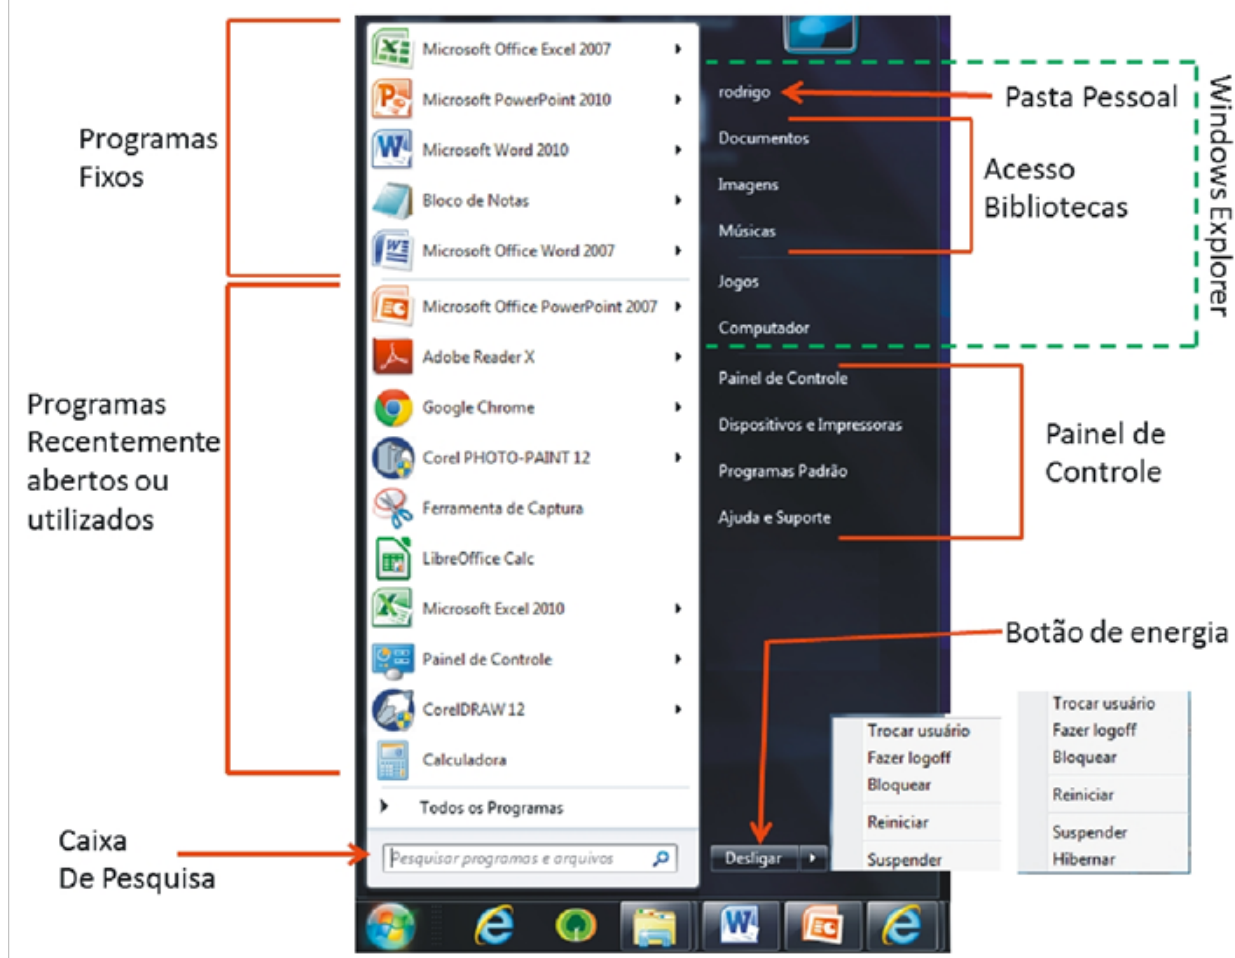 Programas
Fixos
Programas
Recentemente
abertos ou
utilizados
Caixa
De Pesquisa
Microsoft Office Excel 2007
Microsoft PowerPoint 2010
Microsoft Word 2010
Bloco de Notas
Microsoft Office Word 2007
Microsoft Office PowerPoint 2007
Adobe Reader X
Google Chrome
Corel PHOTO-PAINT 12
Ferramenta de Captura
LibreOffice Calc
Microsoft Excel 2010
Painel de Controle
CorelDRAW 12
Calculadora
Todos os Programas
Pesquisar programas e arquivos
rodrigo
Documentos
Imagens
Músicas
Jogos
Computador
Painel de Controle
Dispositivos e Impressoras
Programas Padrão
Ajuda e Suporte
Desligar
Pasta Pessoal
Acesso
Bibliotecas
Windows Explorer
Painel de
Controle
Botão de energia
Trocar usuário
Fazer logoff
Bloquear
Reiniciar
Suspender
Trocar usuário
Fazer logoff
Bloquear
Reiniciar
Suspender
Hibernar